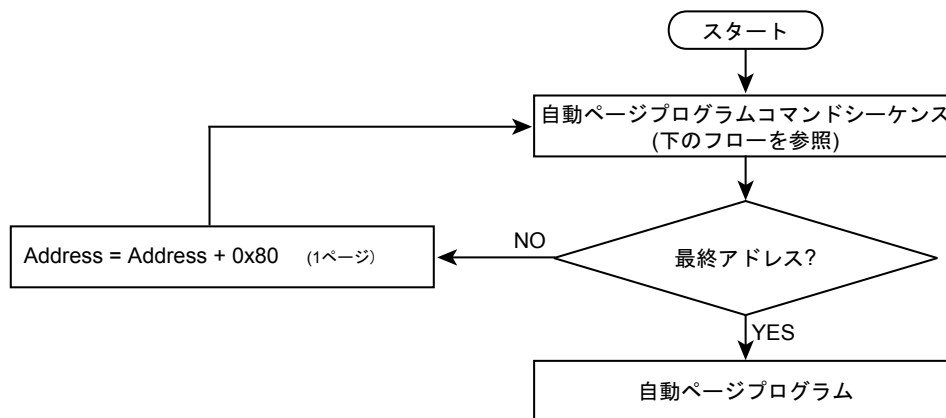 スタート
自動ページプログラムコマンドシーケンス
(下のフローを参照)
Address = Address + 0x80 (1ページ)
NO
最終アドレス?
YES
自動ページプログラム